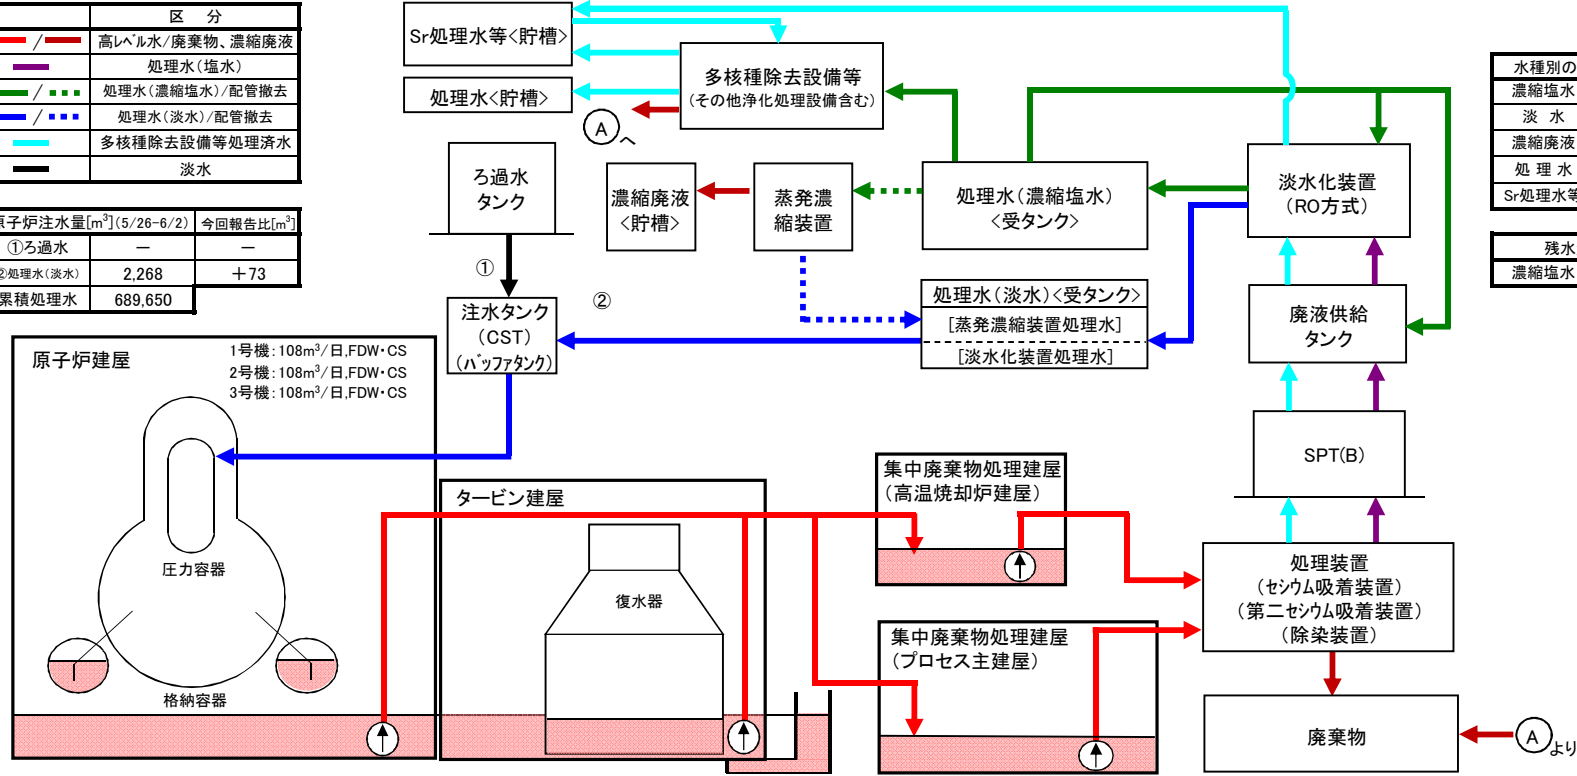 区 分
/ 高レベル水/廃棄物、濃縮廃液
処理水(塩水)
/ 処理水(濃縮塩水)/配管撤去
/ 処理水(淡水)/配管撤去
多核種除去設備等処理済水
淡水
原子炉注水量[m³](5/26-6/2) 今回報告比[m³]
①ろ過水 － －
②処理水(淡水) 2,268 ＋73
累積処理水 689,650
Sr処理水等<貯槽>
処理水<貯槽>
多核種除去設備等
(その他浄化処理設備含む)
A へ
ろ過水
タンク
濃縮廃液
<貯槽>
蒸発濃
縮装置
処理水(濃縮塩水)
<受タンク>
淡水化装置
(RO方式)
水種別の
濃縮塩水
淡 水
濃縮廃液
処 理 水
Sr処理水等
残水
濃縮塩水
①
②
注水タンク
(CST)
(バッファタンク)
処理水(淡水)<受タンク>
[蒸発濃縮装置処理水]
[淡水化装置処理水]
廃液供給
タンク
SPT(B)
原子炉建屋
1号機:108m³/日,FDW・CS
2号機:108m³/日,FDW・CS
3号機:108m³/日,FDW・CS
圧力容器
格納容器
タービン建屋
復水器
集中廃棄物処理建屋
(高温焼却炉建屋)
集中廃棄物処理建屋
(プロセス主建屋)
処理装置
(セシウム吸着装置)
(第二セシウム吸着装置)
(除染装置)
廃棄物
A より